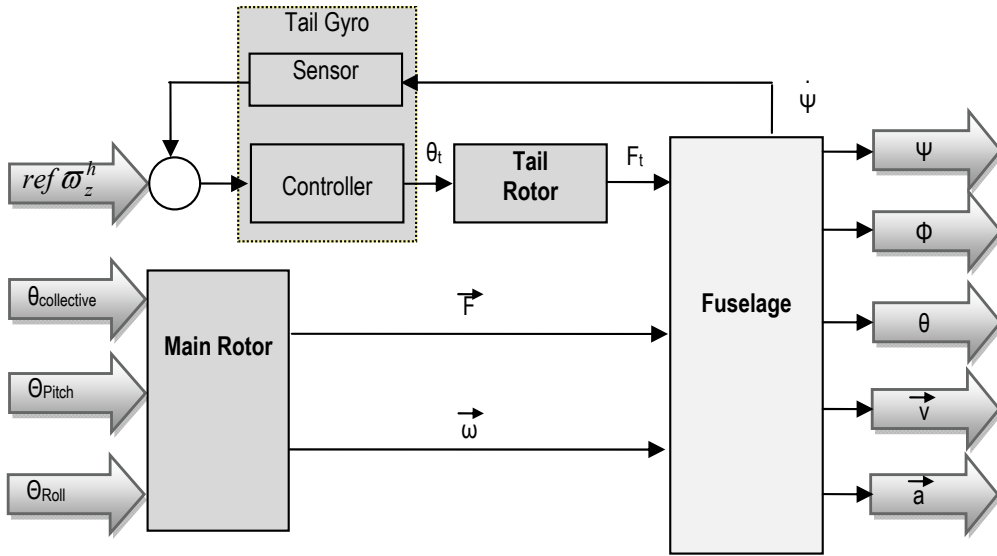 Tail Gyro
Sensor
Ψ̇
Ψ
ref ϖ_z^h
Controller
θt
Tail
Rotor
Ft
Φ
θcollective
Main Rotor
F⃗
Fuselage
θ
ΘPitch
ω⃗
v⃗
ΘRoll
a⃗